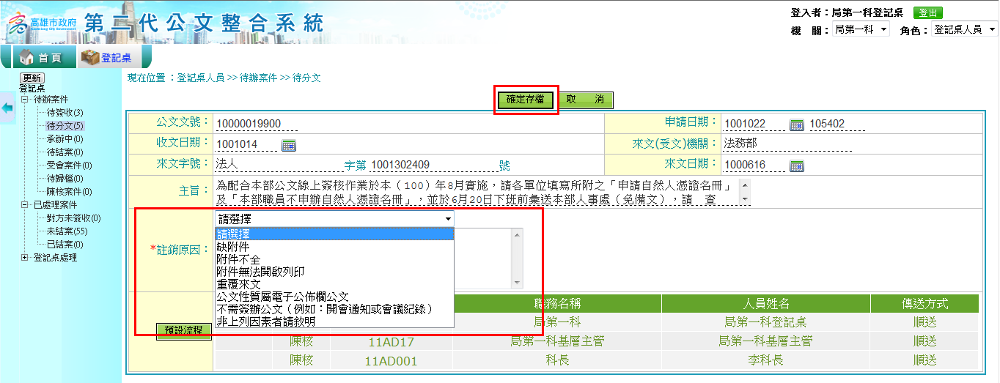 高雄市政府
第二代公文整合系統
登入者：局第一科登記桌 登出
機 關：局第一科 角色：登記桌人員
首頁 登記桌
更新
登記桌
待辦案件
待簽收(3)
待分文(5)
承辦中(0)
待結案(0)
受會案件(0)
待歸檔(0)
陳核案件(0)
已處理案件
對方未簽收(0)
未結案(55)
已結案(0)
登記桌處理
現在位置：登記桌人員>>待辦案件>>待分文
確定存檔 取 消
公文文號： 10000019900 申請日期： 1001022 105402
收文日期： 1001014 來文(受文)機關： 法務部
來文字號： 法人 字第 1001302409 號 來文日期： 1000616
主旨： 為配合本部公文線上簽核作業於本（100）年8月實施，請各單位填寫所附之「申請自然人憑證名冊」
及「本部職員不申辦自然人憑證名冊」，並於6月20日下班前彙送本部人事處（免備文），請 查
*註銷原因： 請選擇
請選擇
缺附件
附件不全
附件無法開啟列印
重覆來文
公文性質屬電子公佈欄公文
不需簽辦公文（例如：開會通知或會議紀錄）
非上列因素者請敘明
預設流程
職務名稱 人員姓名 傳送方式
局第一科 局第一科登記桌 順送
陳核 11AD17 局第一科基層主管 局第一科基層主管 順送
陳核 11AD001 科長 李科長 順送